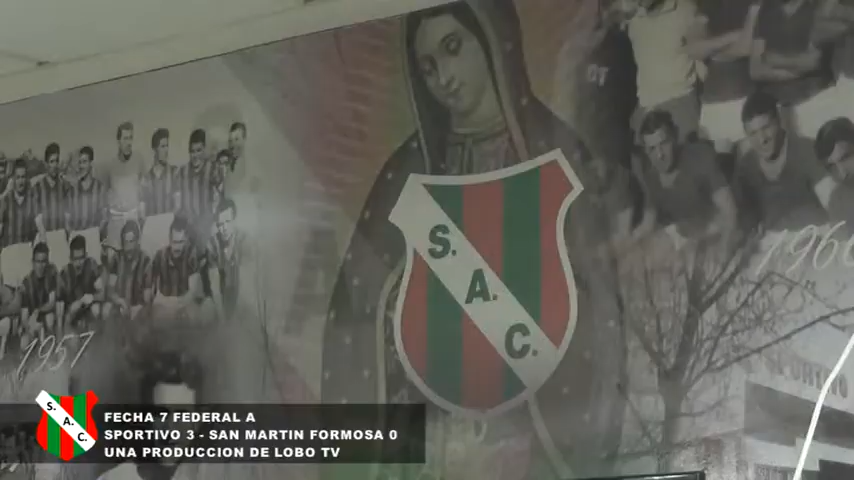 S.
A.
C.
1957
1960
S.
A.
C.
FECHA 7 FEDERAL A
SPORTIVO 3 - SAN MARTIN FORMOSA 0
UNA PRODUCCION DE LOBO TV